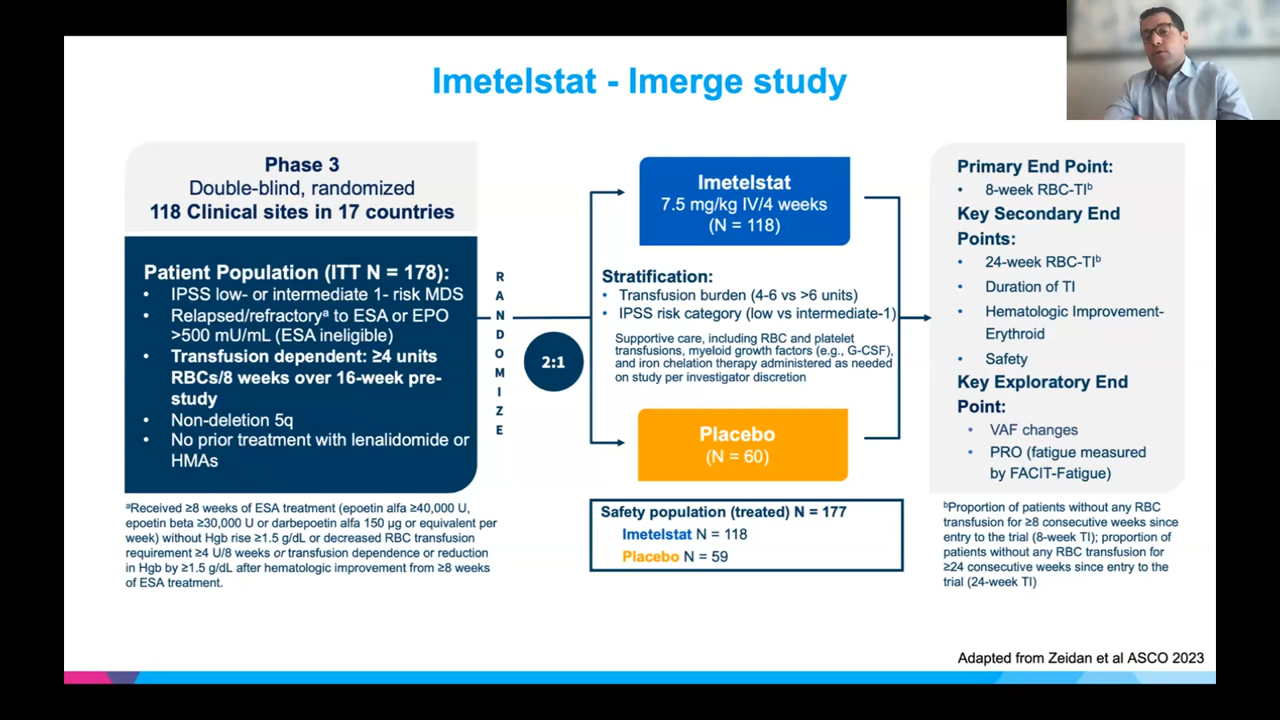 Imetelstat - Imerge study
Phase 3
Double-blind, randomized
118 Clinical sites in 17 countries
Patient Population (ITT N = 178):
• IPSS low- or intermediate 1- risk MDS
• Relapsed/refractoryᵃ to ESA or EPO
>500 mU/mL (ESA ineligible)
• Transfusion dependent: ≥4 units
RBCs/8 weeks over 16-week pre-
study
• Non-deletion 5q
• No prior treatment with lenalidomide or
HMAs
ᵃReceived ≥8 weeks of ESA treatment (epoetin alfa ≥40,000 U,
epoetin beta ≥30,000 U or darbepoetin alfa 150 µg or equivalent per
week) without Hgb rise ≥1.5 g/dL or decreased RBC transfusion
requirement ≥4 U/8 weeks or transfusion dependence or reduction
in Hgb by ≥1.5 g/dL after hematologic improvement from ≥8 weeks
of ESA treatment.
R
A
N
D
O
M
I
Z
E
2:1
Imetelstat
7.5 mg/kg IV/4 weeks
(N = 118)
Stratification:
• Transfusion burden (4-6 vs >6 units)
• IPSS risk category (low vs intermediate-1)
Supportive care, including RBC and platelet
transfusions, myeloid growth factors (e.g., G-CSF),
and iron chelation therapy administered as needed
on study per investigator discretion
Placebo
(N = 60)
Safety population (treated) N = 177
Imetelstat N = 118
Placebo N = 59
Primary End Point:
• 8-week RBC-TIᵇ
Key Secondary End
Points:
• 24-week RBC-TIᵇ
• Duration of TI
• Hematologic Improvement-
Erythroid
• Safety
Key Exploratory End
Point:
• VAF changes
• PRO (fatigue measured
by FACIT-Fatigue)
ᵇProportion of patients without any RBC
transfusion for ≥8 consecutive weeks since
entry to the trial (8-week TI); proportion of
patients without any RBC transfusion for
≥24 consecutive weeks since entry to the
trial (24-week TI)
Adapted from Zeidan et al ASCO 2023